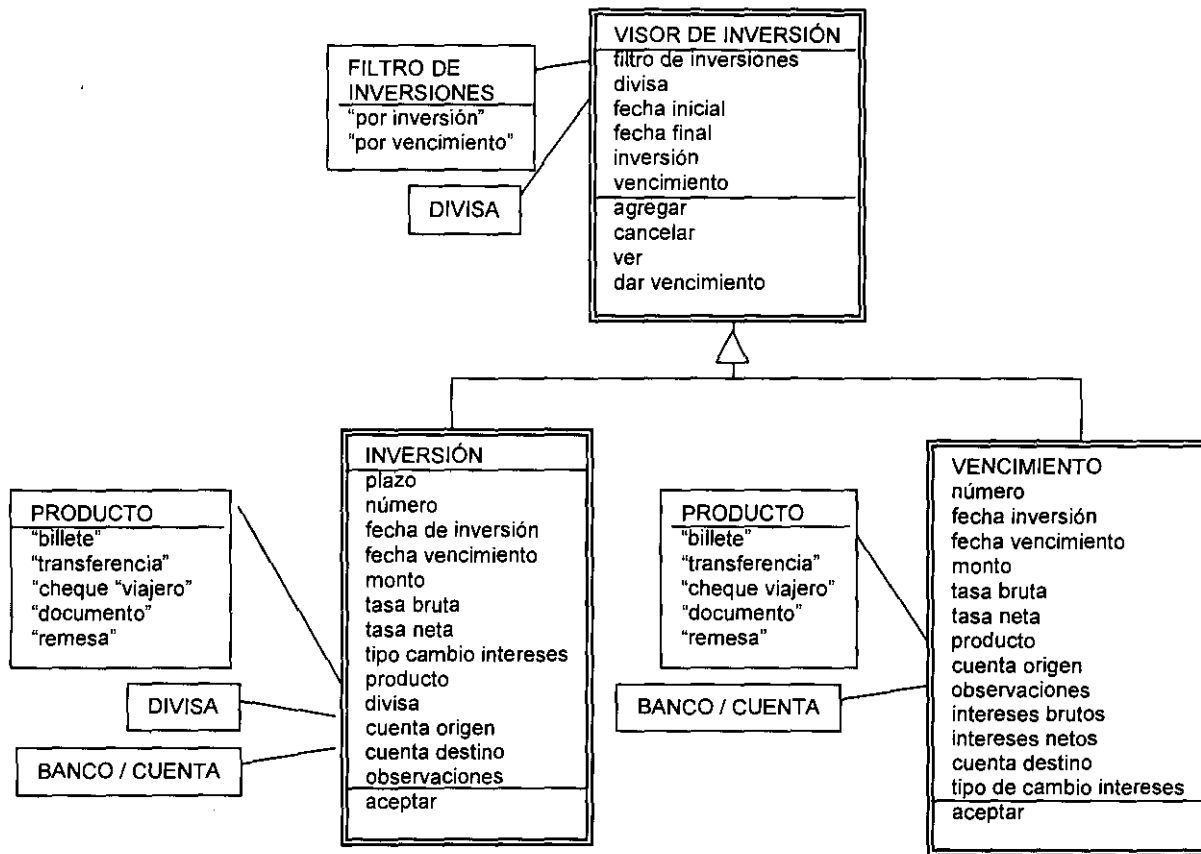 VISOR DE INVERSIÓN
filtro de inversiones
divisa
fecha inicial
fecha final
inversión
vencimiento
agregar
cancelar
ver
dar vencimiento
FILTRO DE
INVERSIONES
"por inversión"
"por vencimiento"
DIVISA
INVERSIÓN
plazo
número
fecha de inversión
fecha vencimiento
monto
tasa bruta
tasa neta
tipo cambio intereses
producto
divisa
cuenta origen
cuenta destino
observaciones
aceptar
PRODUCTO
"billete"
"transferencia"
"cheque "viajero"
"documento"
"remesa"
DIVISA
BANCO / CUENTA
VENCIMIENTO
número
fecha inversión
fecha vencimiento
monto
tasa bruta
tasa neta
producto
cuenta origen
observaciones
intereses brutos
intereses netos
cuenta destino
tipo de cambio intereses
aceptar
PRODUCTO
"billete"
"transferencia"
"cheque viajero"
"documento"
"remesa"
BANCO / CUENTA